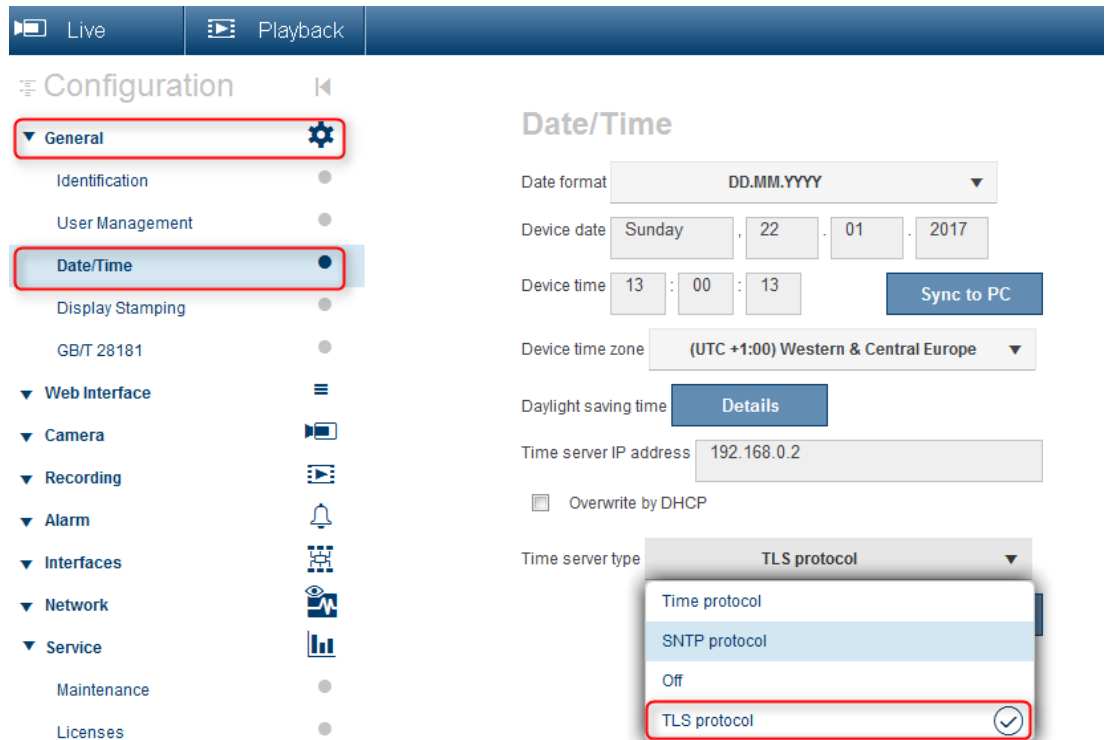 Live
Playback
Configuration
General
Identification
User Management
Date/Time
Display Stamping
GB/T 28181
Web Interface
Camera
Recording
Alarm
Interfaces
Network
Service
Maintenance
Licenses
Date/Time
Date format DD.MM.YYYY
Device date Sunday , 22 . 01 . 2017
Device time 13 : 00 : 13 Sync to PC
Device time zone (UTC +1:00) Western & Central Europe
Daylight saving time Details
Time server IP address 192.168.0.2
Overwrite by DHCP
Time server type TLS protocol
Time protocol
SNTP protocol
Off
TLS protocol